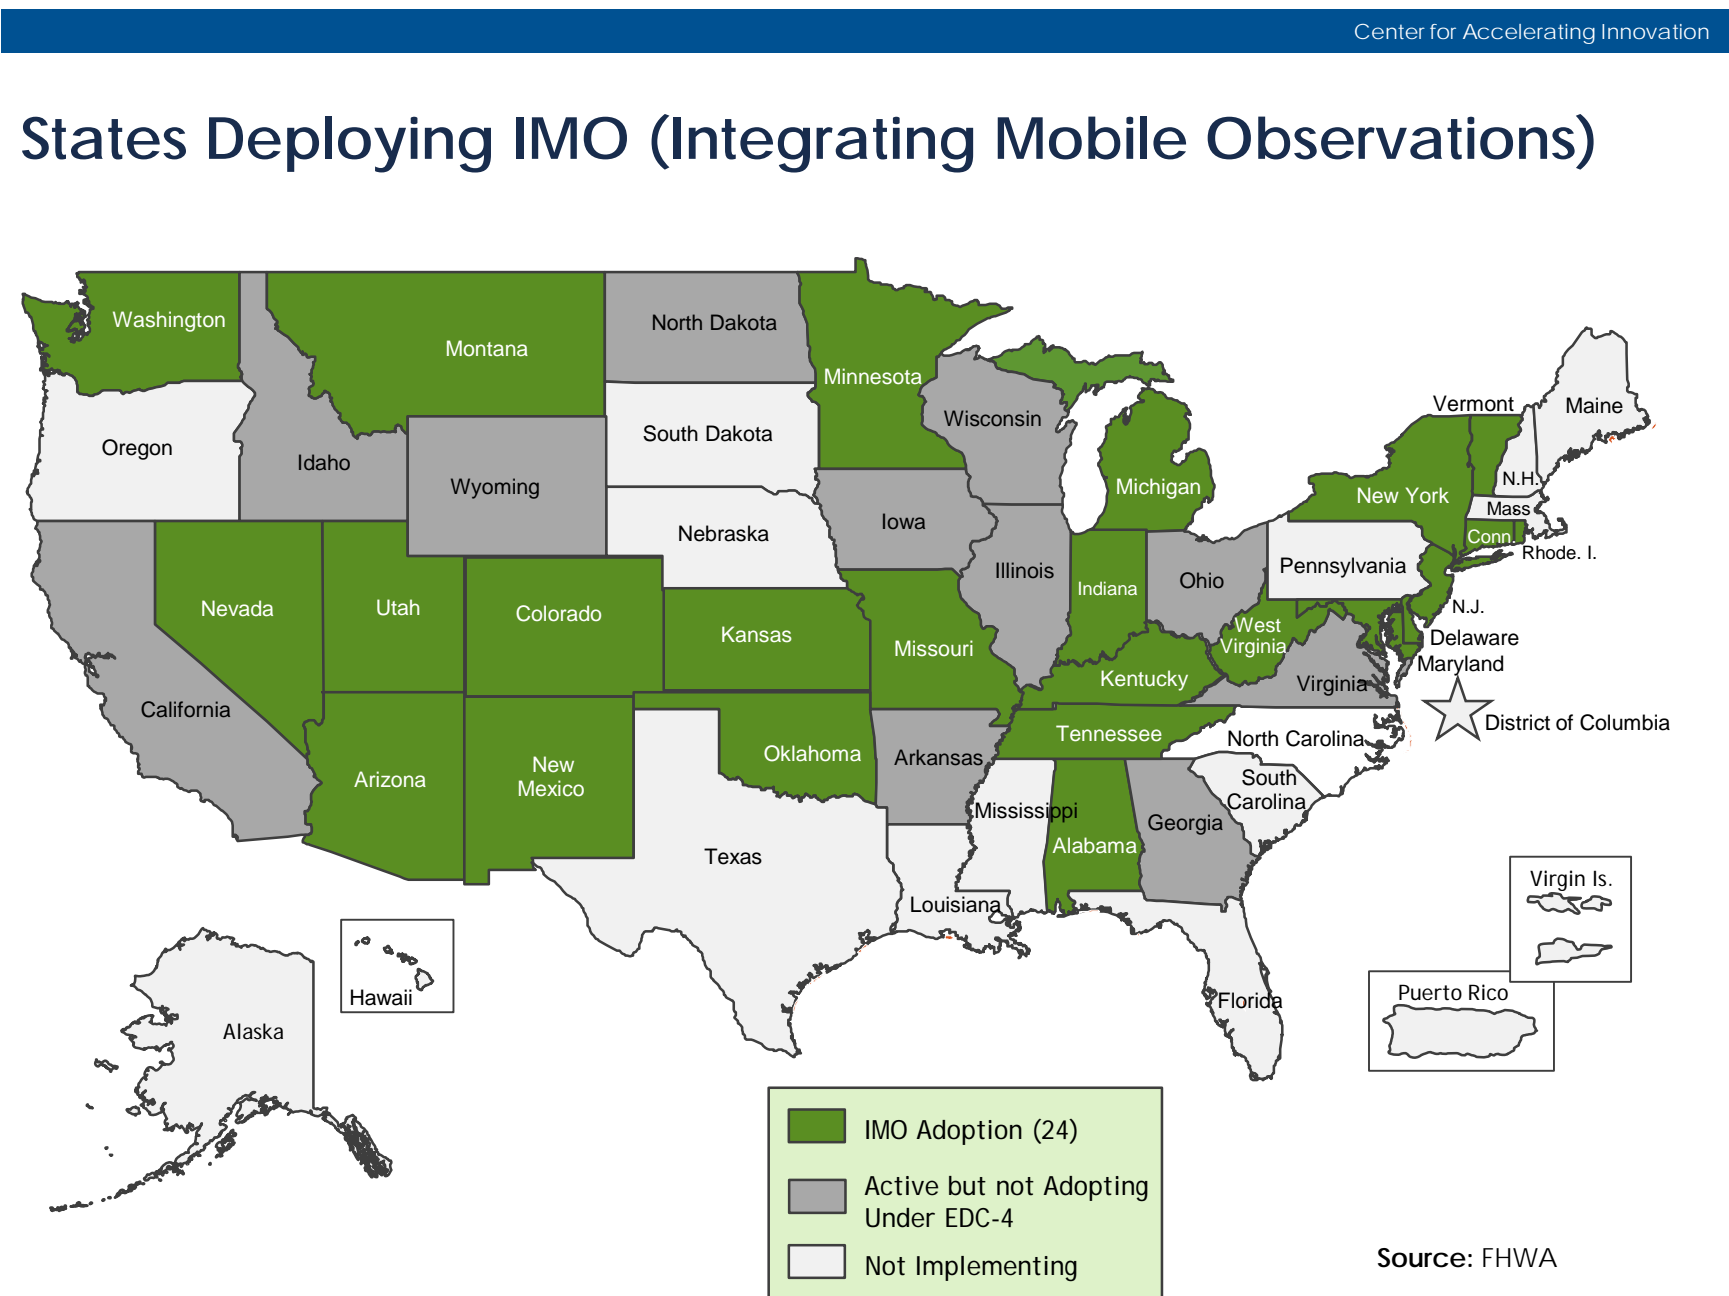 Center for Accelerating Innovation
States Deploying IMO (Integrating Mobile Observations)
Washington
Montana
North Dakota
Minnesota
Oregon
Idaho
Wyoming
South Dakota
Wisconsin
Michigan
Vermont
Maine
New York
N.H.
Mass
Conn.
Rhode. I.
Nebraska
Iowa
Illinois
Indiana
Ohio
Pennsylvania
N.J.
Delaware
Maryland
District of Columbia
Nevada
Utah
Colorado
Kansas
Missouri
West
Virginia
Kentucky
Virginia
California
Arizona
New
Mexico
Oklahoma
Arkansas
Tennessee
North Carolina
South
Carolina
Texas
Mississippi
Alabama
Georgia
Louisiana
Florida
Alaska
Hawaii
Virgin Is.
Puerto Rico
IMO Adoption (24)
Active but not Adopting
Under EDC-4
Not Implementing
Source: FHWA